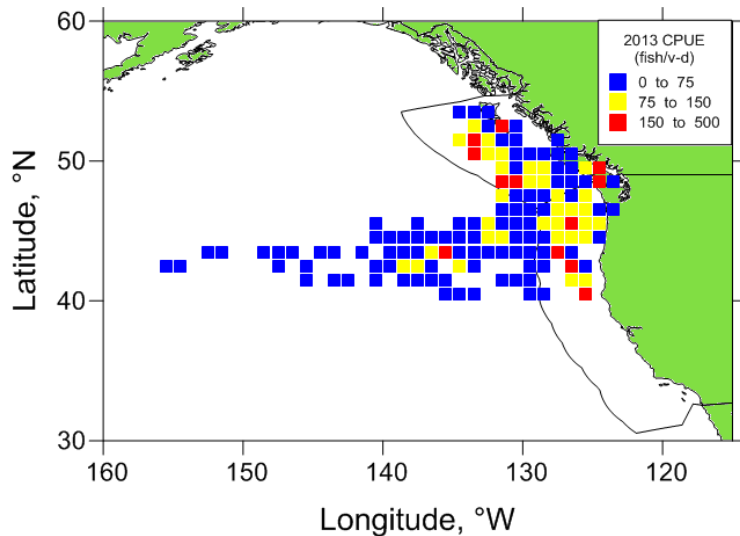 60
2013 CPUE
(fish/v-d)
0 to 75
75 to 150
150 to 500
50
Latitude, °N
40
30
160 150 140 130 120
Longitude, °W